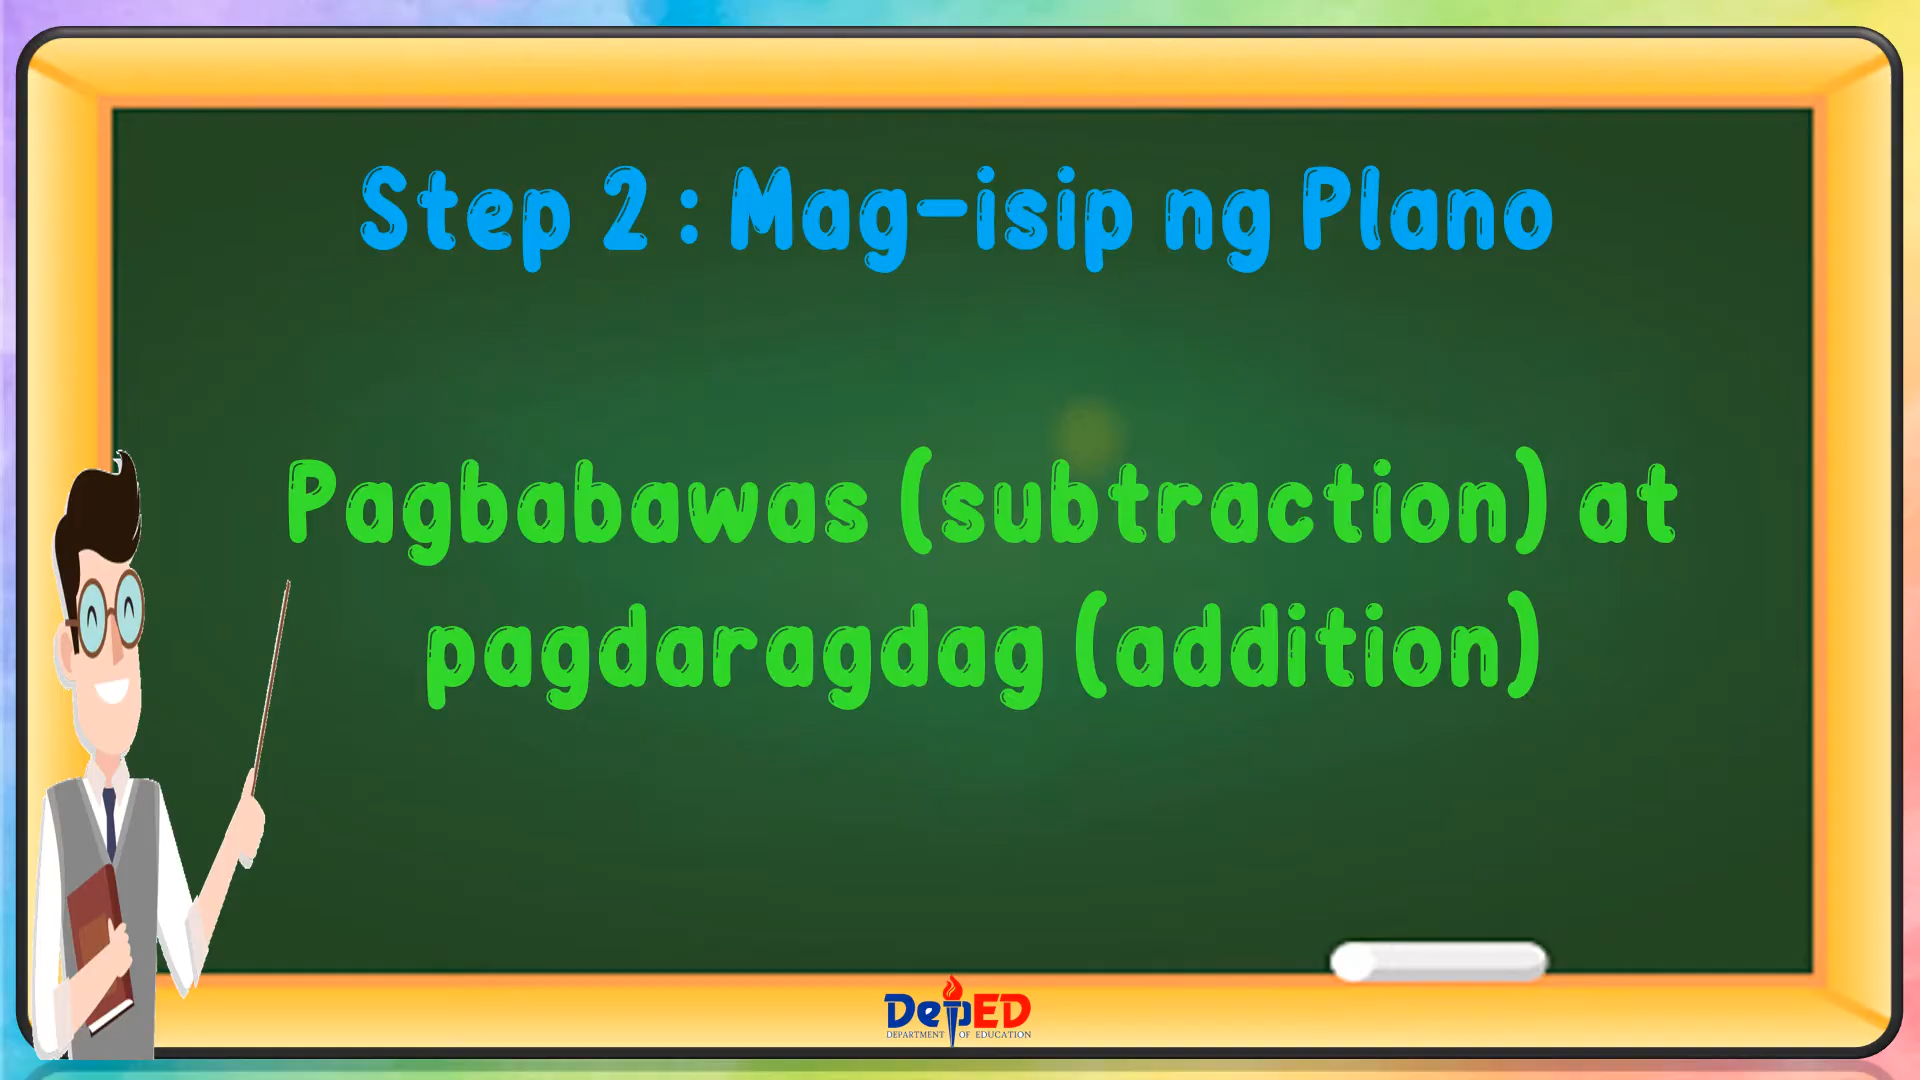 Step 2 : Mag-isip ng Plano
Pagbabawas (subtraction) at
pagdaragdag (addition)
DepED
DEPARTMENT OF EDUCATION